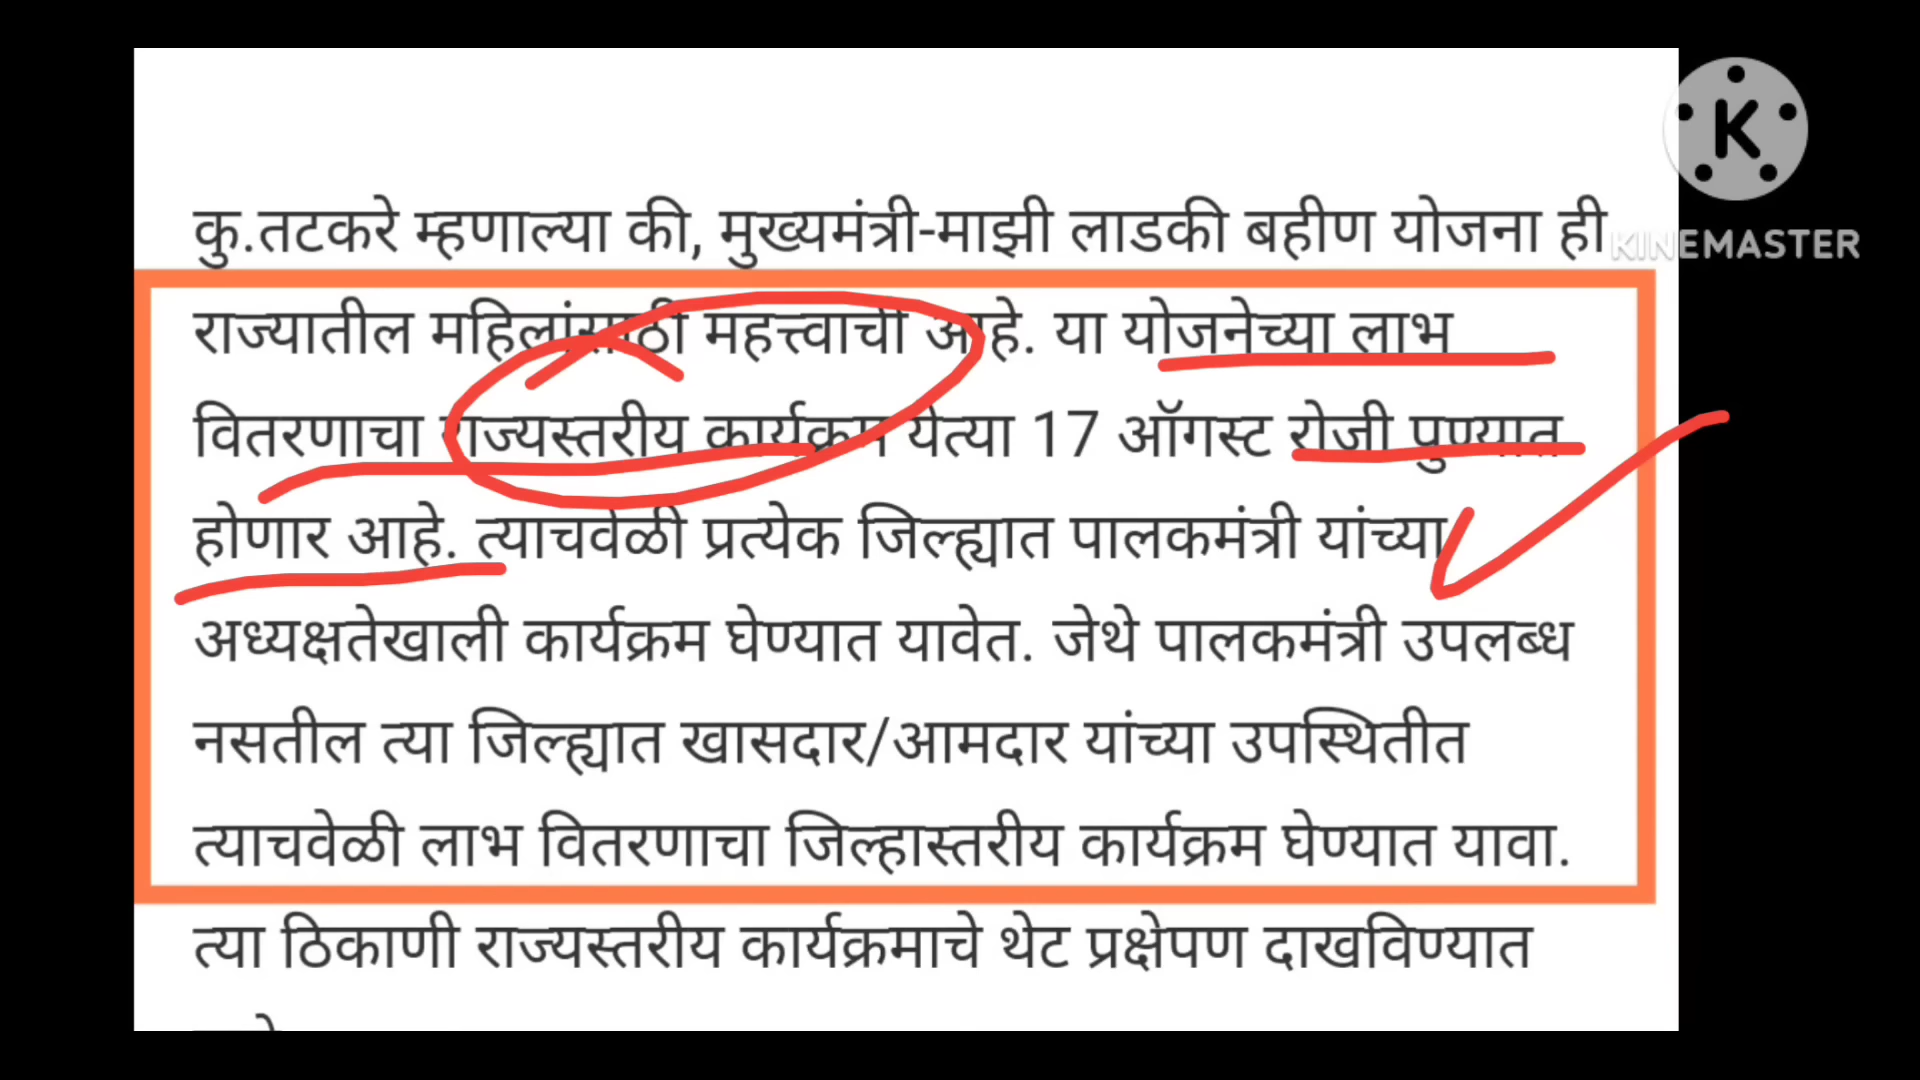 कु.तटकरे म्हणाल्या की, मुख्यमंत्री-माझी लाडकी बहीण योजना ही
राज्यातील महिलांसाठी महत्त्वाची आहे. या योजनेच्या लाभ
वितरणाचा राज्यस्तरीय कार्यक्रम येत्या 17 ऑगस्ट रोजी पुण्यात
होणार आहे. त्याचवेळी प्रत्येक जिल्ह्यात पालकमंत्री यांच्या
अध्यक्षतेखाली कार्यक्रम घेण्यात यावेत. जेथे पालकमंत्री उपलब्ध
नसतील त्या जिल्ह्यात खासदार/आमदार यांच्या उपस्थितीत
त्याचवेळी लाभ वितरणाचा जिल्हास्तरीय कार्यक्रम घेण्यात यावा.
त्या ठिकाणी राज्यस्तरीय कार्यक्रमाचे थेट प्रक्षेपण दाखविण्यात
K
KINEMASTER